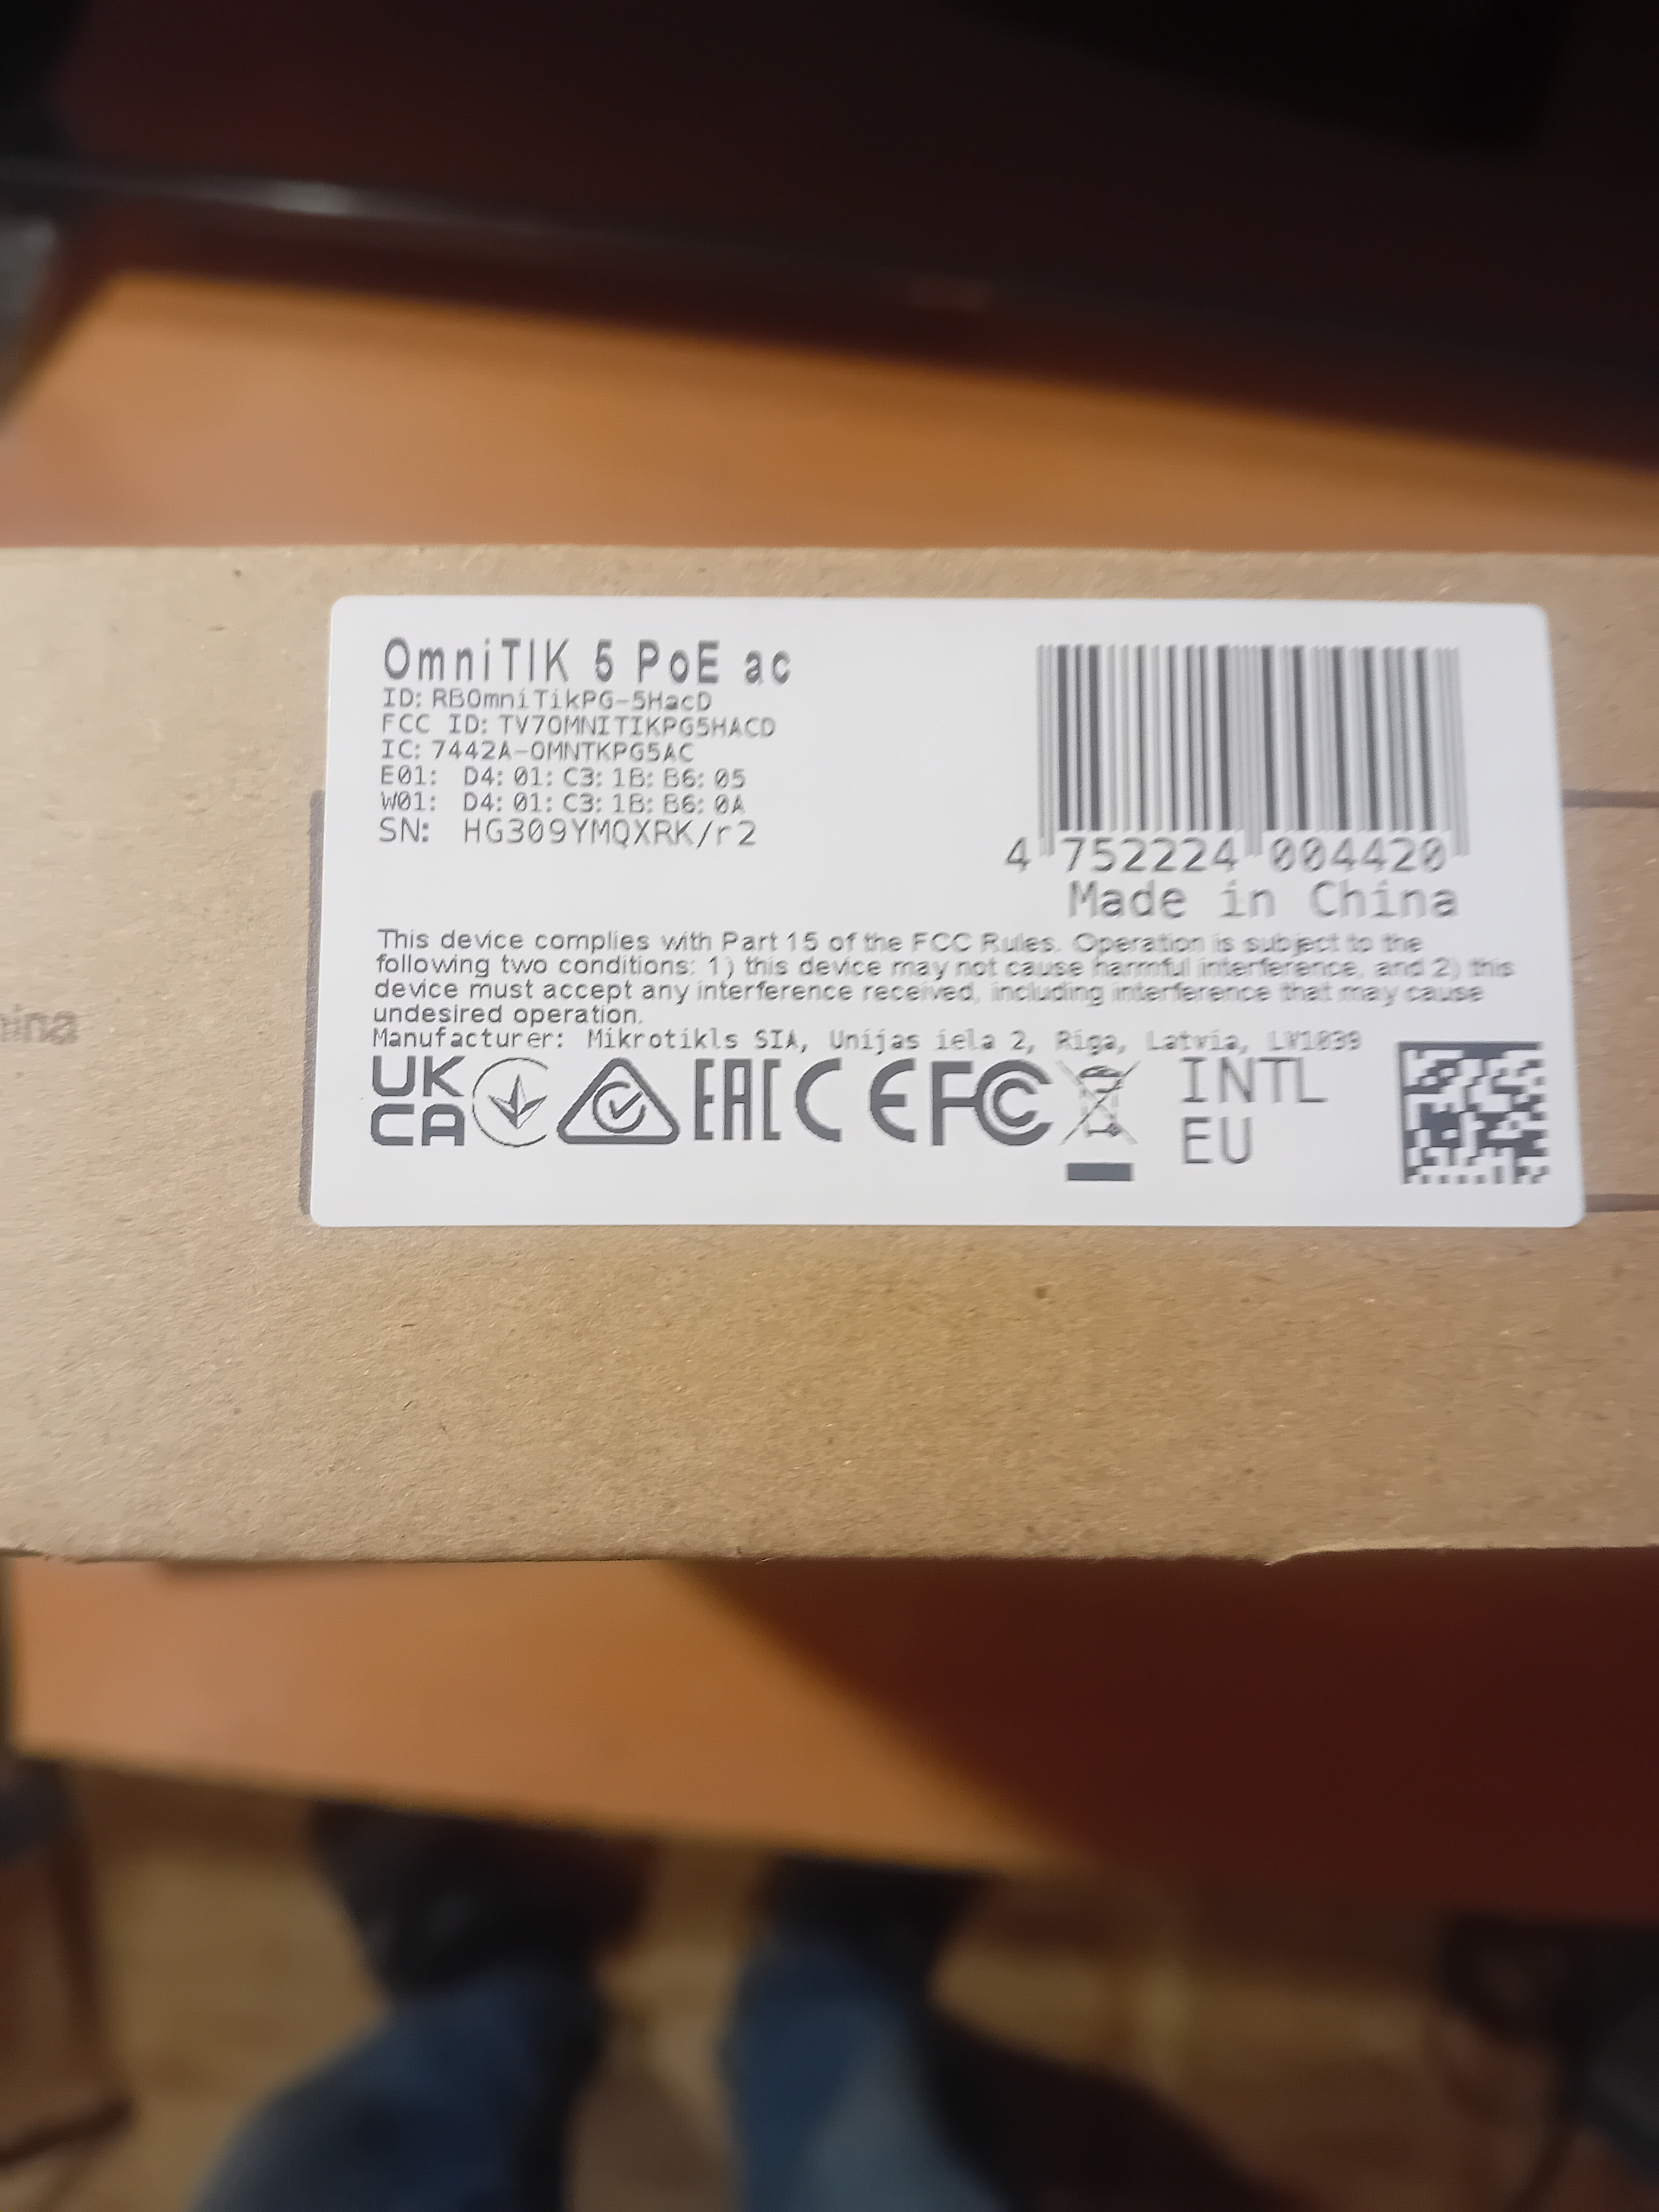 OmniTIK 5 PoE ac
ID: RBOmniTikPG-5HacD
FCC ID: TV7OMNITIKPG5HACD
IC: 7442A-OMNTKPG5AC
E01: D4:01:C3:1B:B6:05
W01: D4:01:C3:1B:B6:0A
SN: HG309YMQXRK/r2
4 752224 004420
Made in China
This device complies with Part 15 of the FCC Rules. Operation is subject to the
following two conditions: 1) this device may not cause harmful interference, and 2) this
device must accept any interference received, including interference that may cause
undesired operation.
Manufacturer: Mikrotikls SIA, Unijas iela 2, Riga, Latvia, LV1039
UK
CA
EAC
CE
FC
INTL
EU